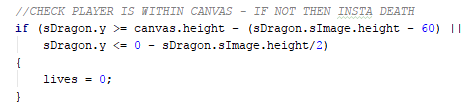 //CHECK PLAYER IS WITHIN CANVAS - IF NOT THEN INSTA DEATH
if (sDragon.y >= canvas.height - (sDragon.sImage.height - 60) ||
    sDragon.y <= 0 - sDragon.sImage.height/2)
{
    lives = 0;
}